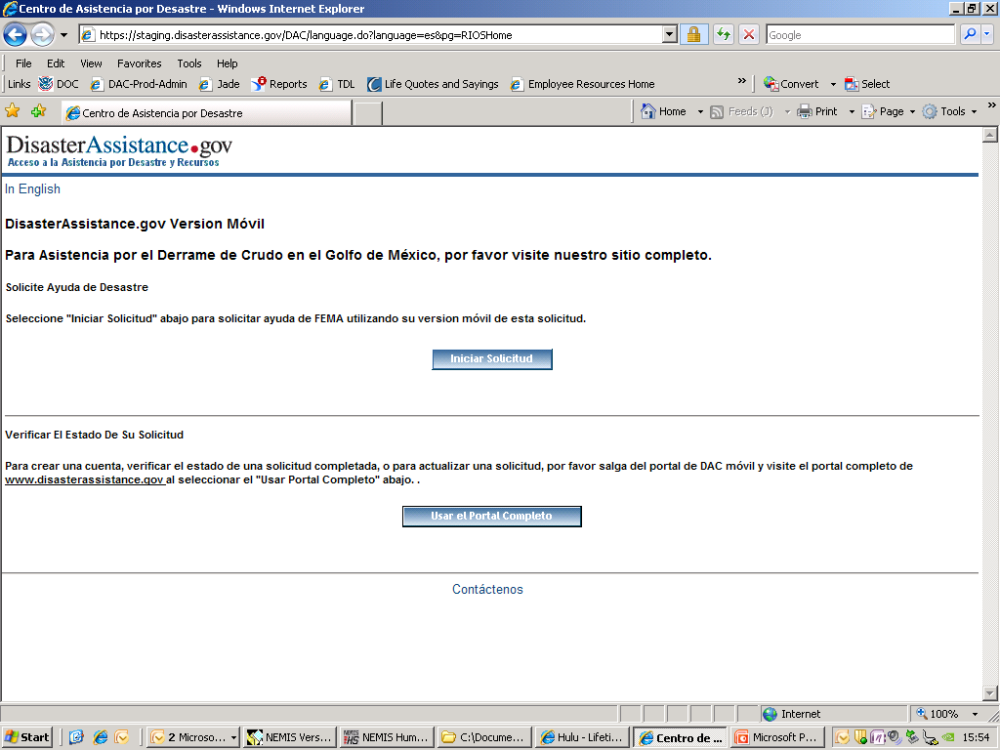 Centro de Asistencia por Desastre - Windows Internet Explorer
https://staging.disasterassistance.gov/DAC/language.do?language=es&pg=RIOSHome
Google
File Edit View Favorites Tools Help
Links DOC DAC-Prod-Admin Jade Reports TDL Life Quotes and Sayings Employee Resources Home » Convert Select
Centro de Asistencia por Desastre
Home Feeds (J) Print Page Tools »
DisasterAssistance.gov
Acceso a la Asistencia por Desastre y Recursos
In English
DisasterAssistance.gov Version Móvil
Para Asistencia por el Derrame de Crudo en el Golfo de México, por favor visite nuestro sitio completo.
Solicite Ayuda de Desastre
Seleccione "Iniciar Solicitud" abajo para solicitar ayuda de FEMA utilizando su version móvil de esta solicitud.
Iniciar Solicitud
Verificar El Estado De Su Solicitud
Para crear una cuenta, verificar el estado de una solicitud completada, o para actualizar una solicitud, por favor salga del portal de DAC móvil y visite el portal completo de
www.disasterassistance.gov al seleccionar el "Usar Portal Completo" abajo. .
Usar el Portal Completo
Contáctenos
Internet 100%
Start 2 Microso... NEMIS Vers... NEMIS Hum... C:\Docume... Hulu - Lifeti... Centro de ... Microsoft P... 15:54